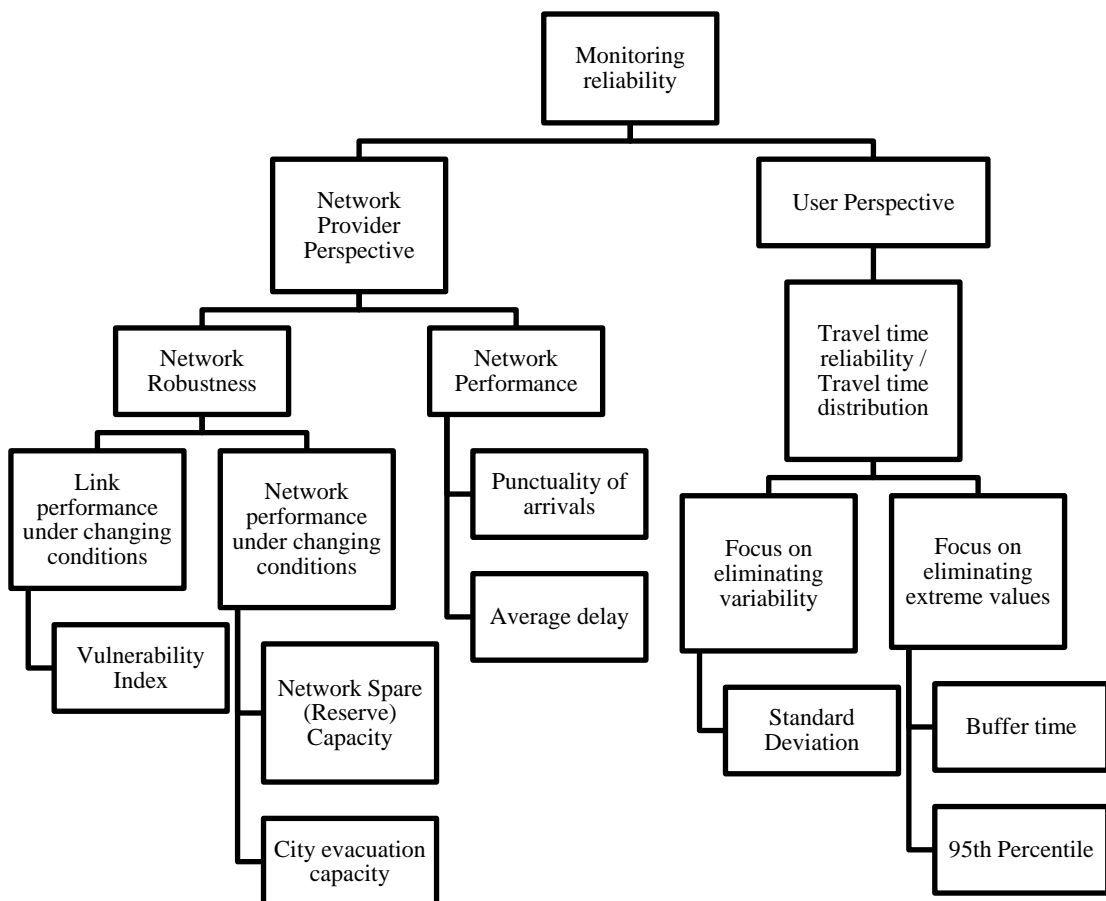 Monitoring
reliability
Network
Provider
Perspective
User Perspective
Network
Robustness
Network
Performance
Travel time
reliability /
Travel time
distribution
Link
performance
under changing
conditions
Network
performance
under changing
conditions
Punctuality of
arrivals
Focus on
eliminating
variability
Focus on
eliminating
extreme values
Average delay
Vulnerability
Index
Network Spare
(Reserve)
Capacity
Standard
Deviation
Buffer time
City evacuation
capacity
95th Percentile